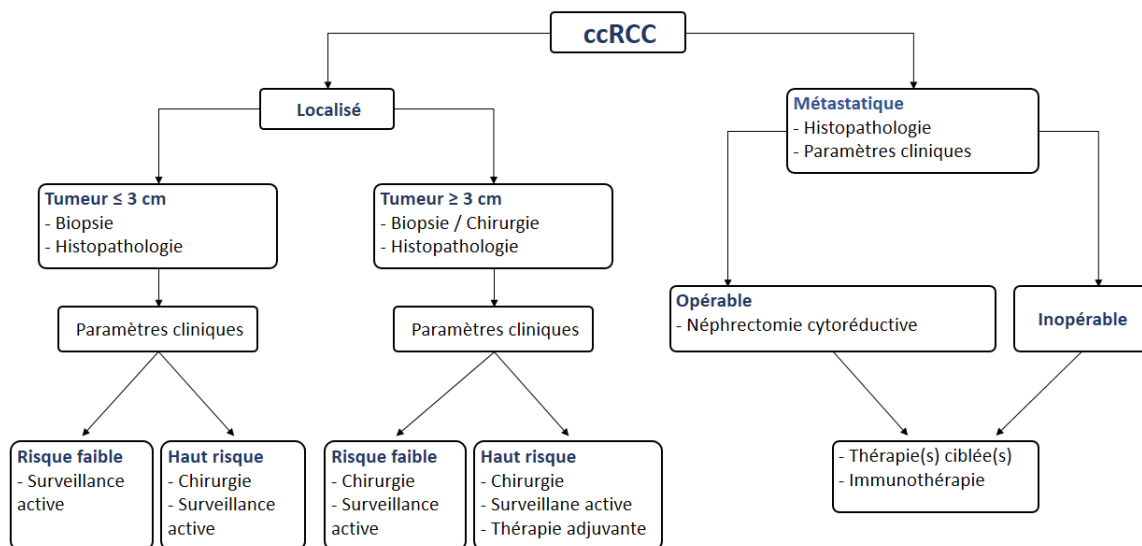 ccRCC
Localisé
Métastatique
- Histopathologie
- Paramètres cliniques
Tumeur ≤ 3 cm
- Biopsie
- Histopathologie
Tumeur ≥ 3 cm
- Biopsie / Chirurgie
- Histopathologie
Opérable
- Néphrectomie cytoréductive
Inopérable
Paramètres cliniques
Paramètres cliniques
Risque faible
- Surveillance
active
Haut risque
- Chirurgie
- Surveillance
active
Risque faible
- Chirurgie
- Surveillance
active
Haut risque
- Chirurgie
- Surveillane active
- Thérapie adjuvante
- Thérapie(s) ciblée(s)
- Immunothérapie